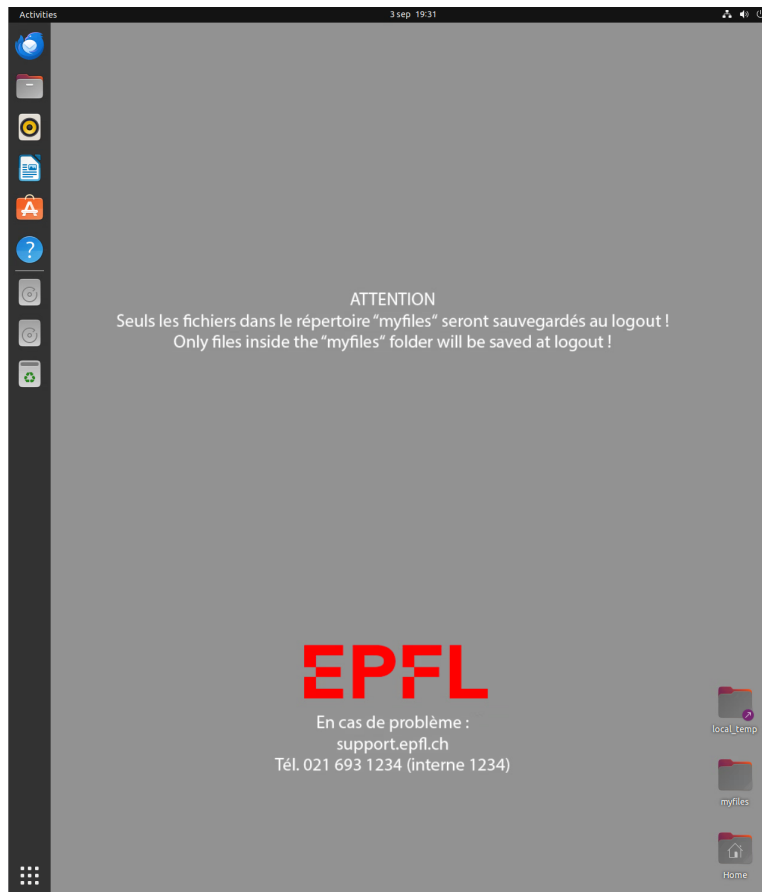 Activities
3 sep 19:31
ATTENTION
Seuls les fichiers dans le répertoire “myfiles“ seront sauvegardés au logout !
Only files inside the “myfiles“ folder will be saved at logout !
EPFL
En cas de problème :
support.epfl.ch
Tél. 021 693 1234 (interne 1234)
local_temp
myfiles
Home